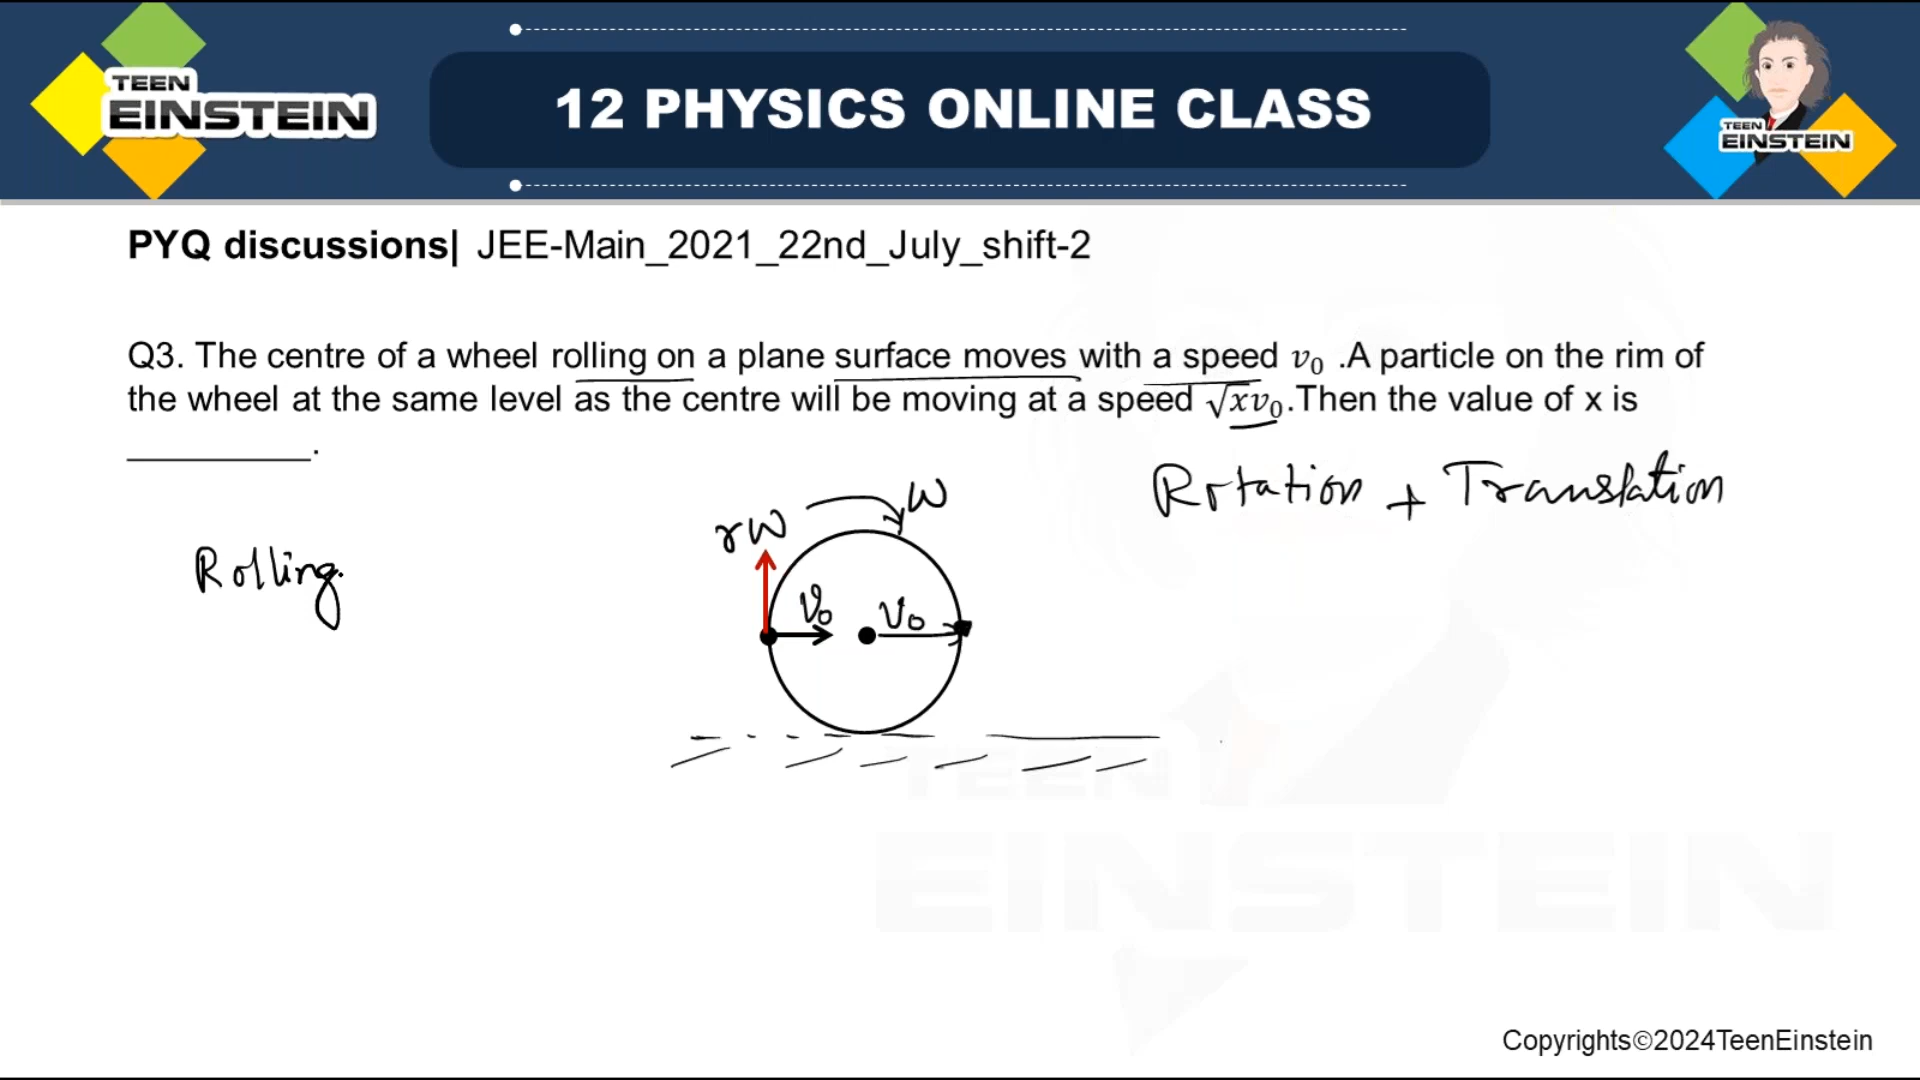 TEEN
EINSTEIN
12 PHYSICS ONLINE CLASS
TEEN
EINSTEIN
PYQ discussions| JEE-Main_2021_22nd_July_shift-2
Q3. The centre of a wheel rolling on a plane surface moves with a speed v₀ .A particle on the rim of
the wheel at the same level as the centre will be moving at a speed √xv₀.Then the value of x is
__________.
Rotation + Translation
ω
rω
Rolling.
v₀
v₀
TEEN
EINSTEIN
Copyrights©2024TeenEinstein